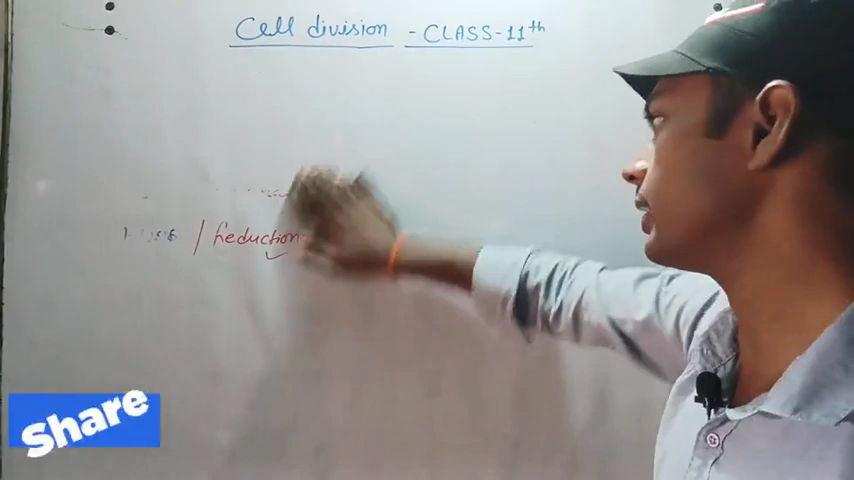 Cell division - CLASS-11th
/ Reduction
Share